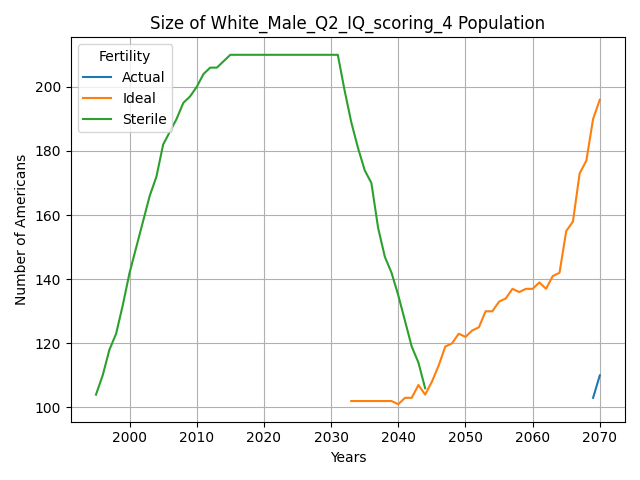 Size of White_Male_Q2_IQ_scoring_4 Population
Fertility
Actual
Ideal
Sterile
Number of Americans
200
180
160
140
120
100
2000 2010 2020 2030 2040 2050 2060 2070
Years